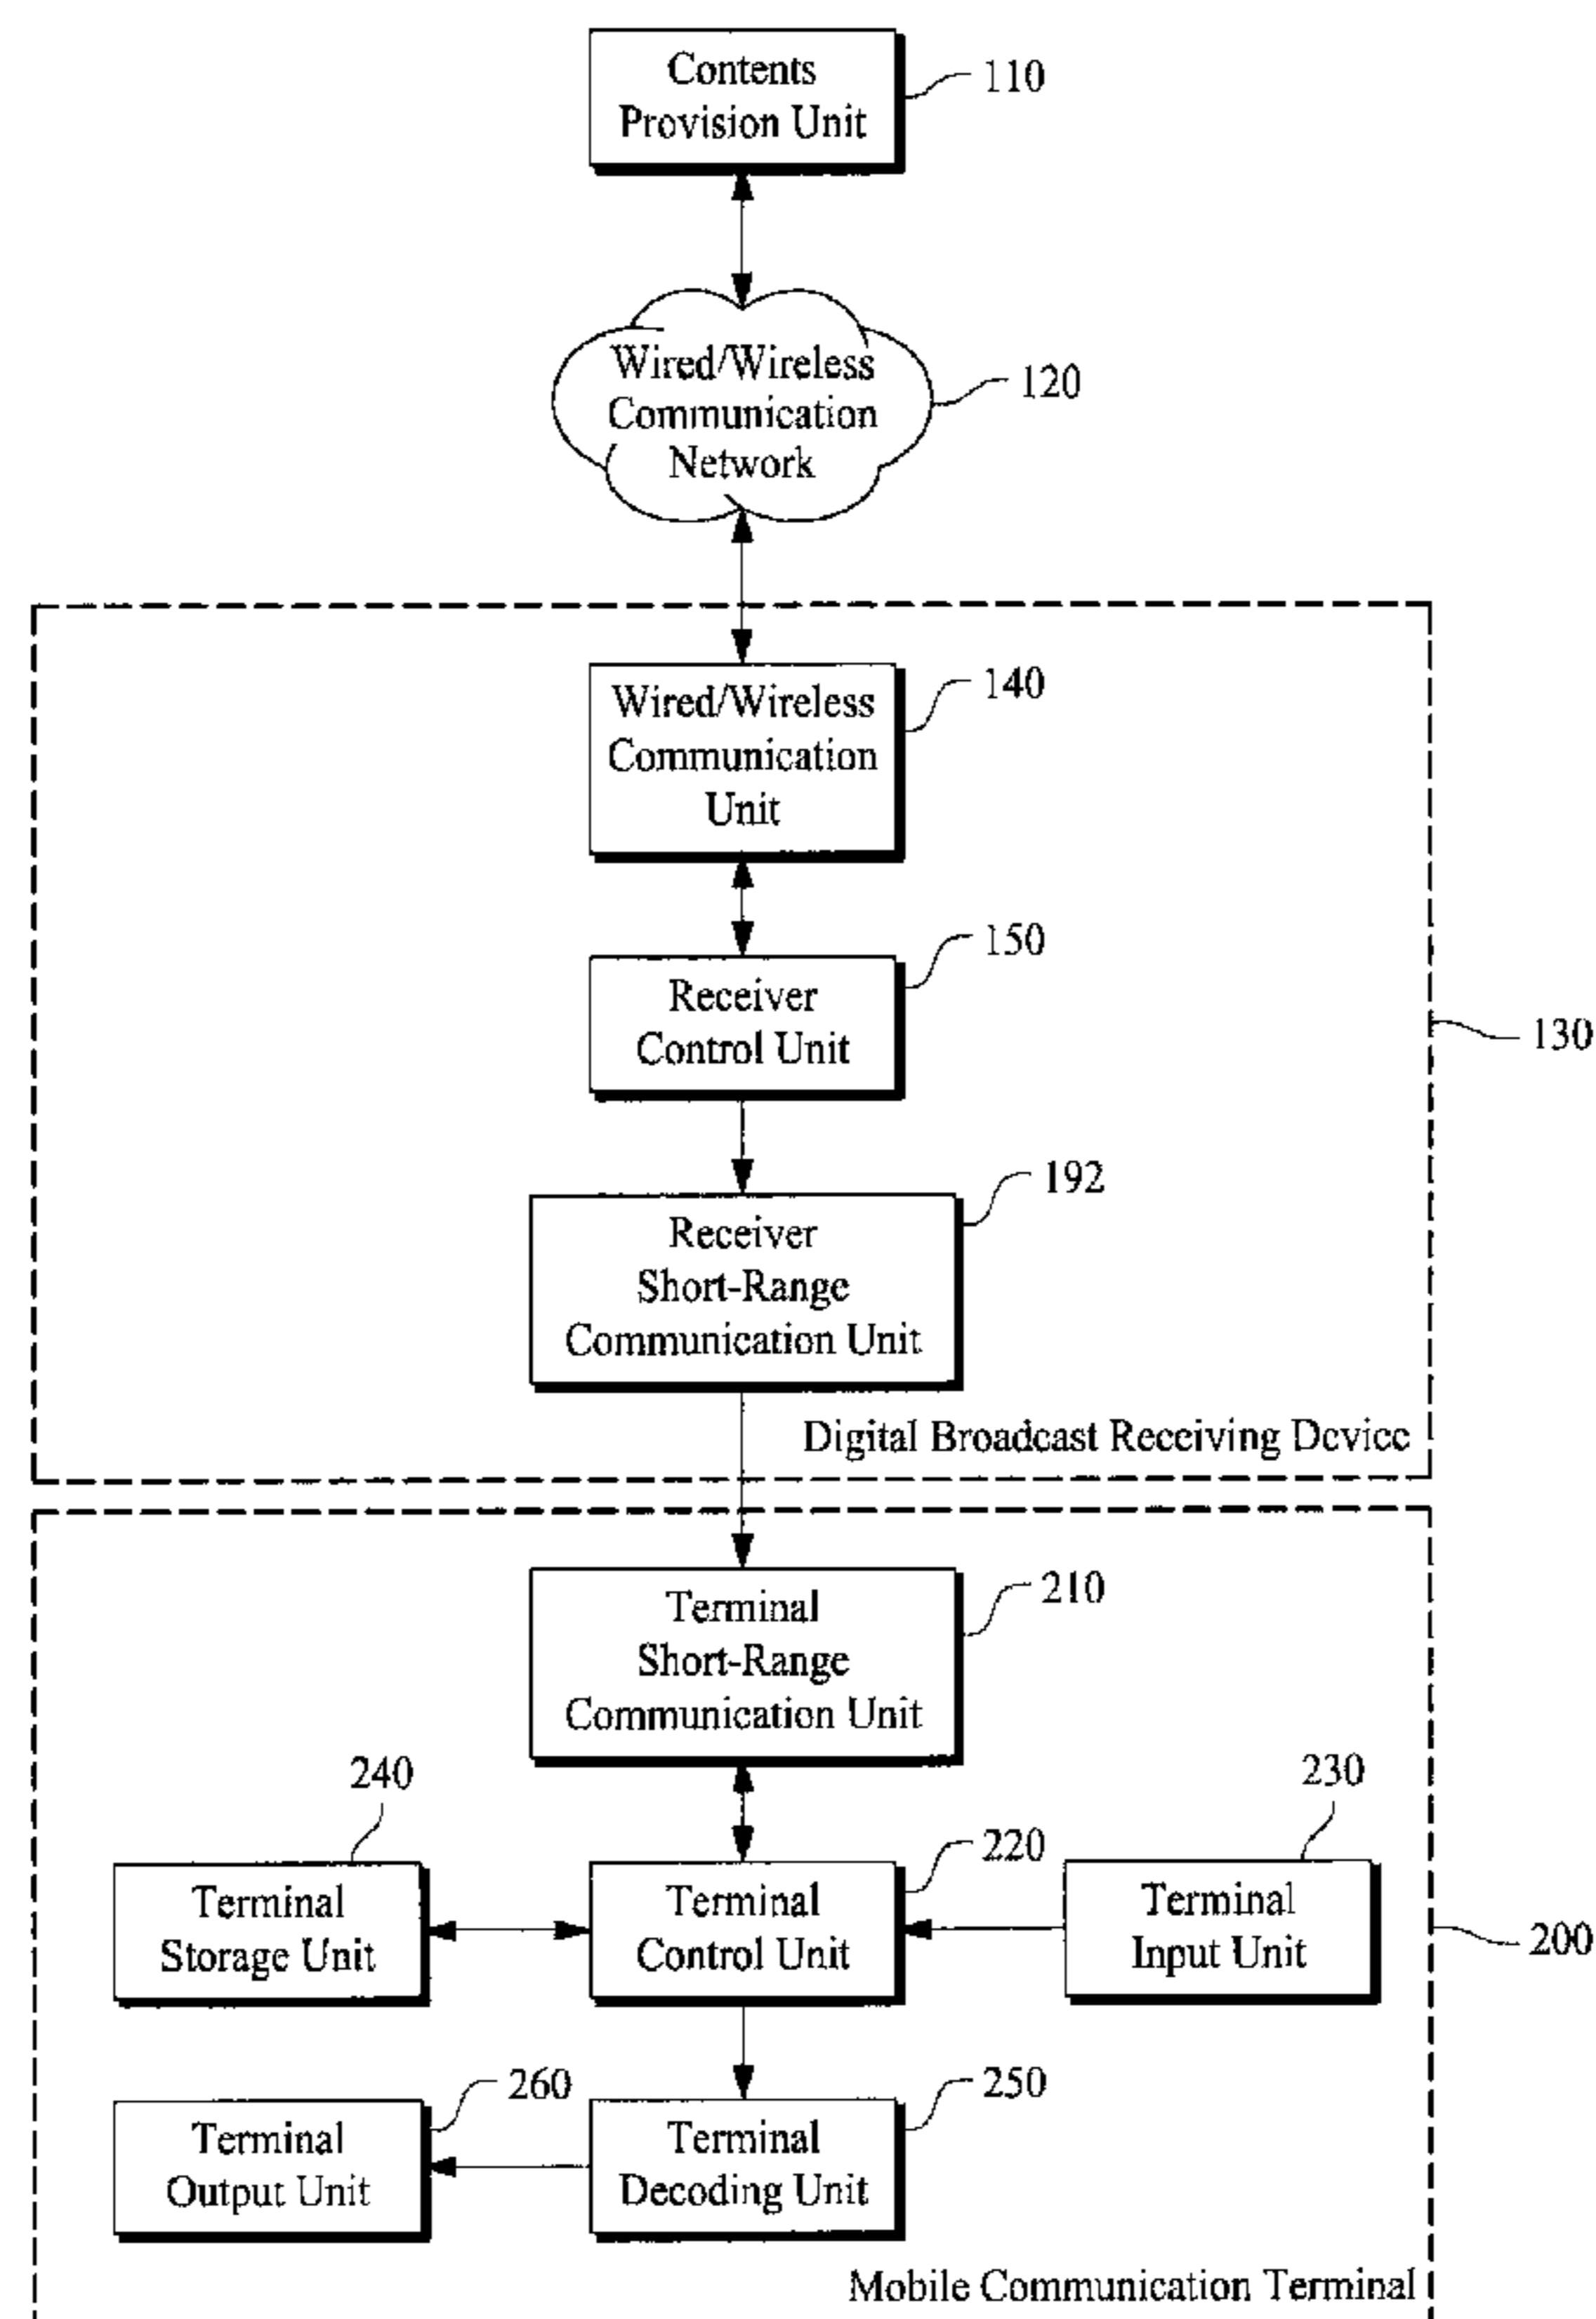 Contents
Provision Unit
110
Wired/Wireless
Communication
Network
120
Wired/Wireless
Communication
Unit
140
Receiver
Control Unit
150
130
Receiver
Short-Range
Communication Unit
192
Digital Broadcast Receiving Device
Terminal
Short-Range
Communication Unit
210
240
230
220
Terminal
Storage Unit
Terminal
Control Unit
Terminal
Input Unit
200
260
250
Terminal
Output Unit
Terminal
Decoding Unit
Mobile Communication Terminal